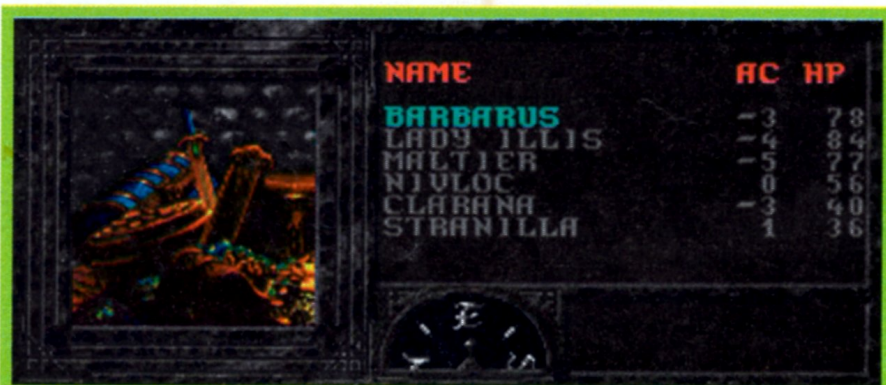 NAME AC HP
BARBARUS -3 78
LADY ILLIS -4 84
MALTIER -5 77
NIVLOC 0 56
CLARANA -3 40
STRANILLA 1 36
E